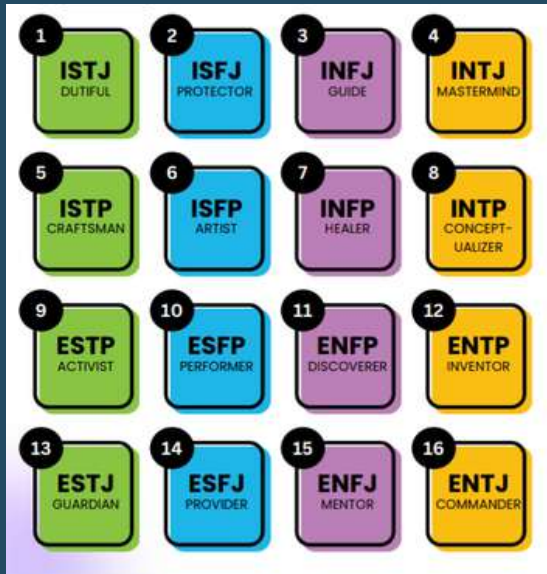 1
ISTJ
DUTIFUL
2
ISFJ
PROTECTOR
3
INFJ
GUIDE
4
INTJ
MASTERMIND
5
ISTP
CRAFTSMAN
6
ISFP
ARTIST
7
INFP
HEALER
8
INTP
CONCEPT-
UALIZER
9
ESTP
ACTIVIST
10
ESFP
PERFORMER
11
ENFP
DISCOVERER
12
ENTP
INVENTOR
13
ESTJ
GUARDIAN
14
ESFJ
PROVIDER
15
ENFJ
MENTOR
16
ENTJ
COMMANDER